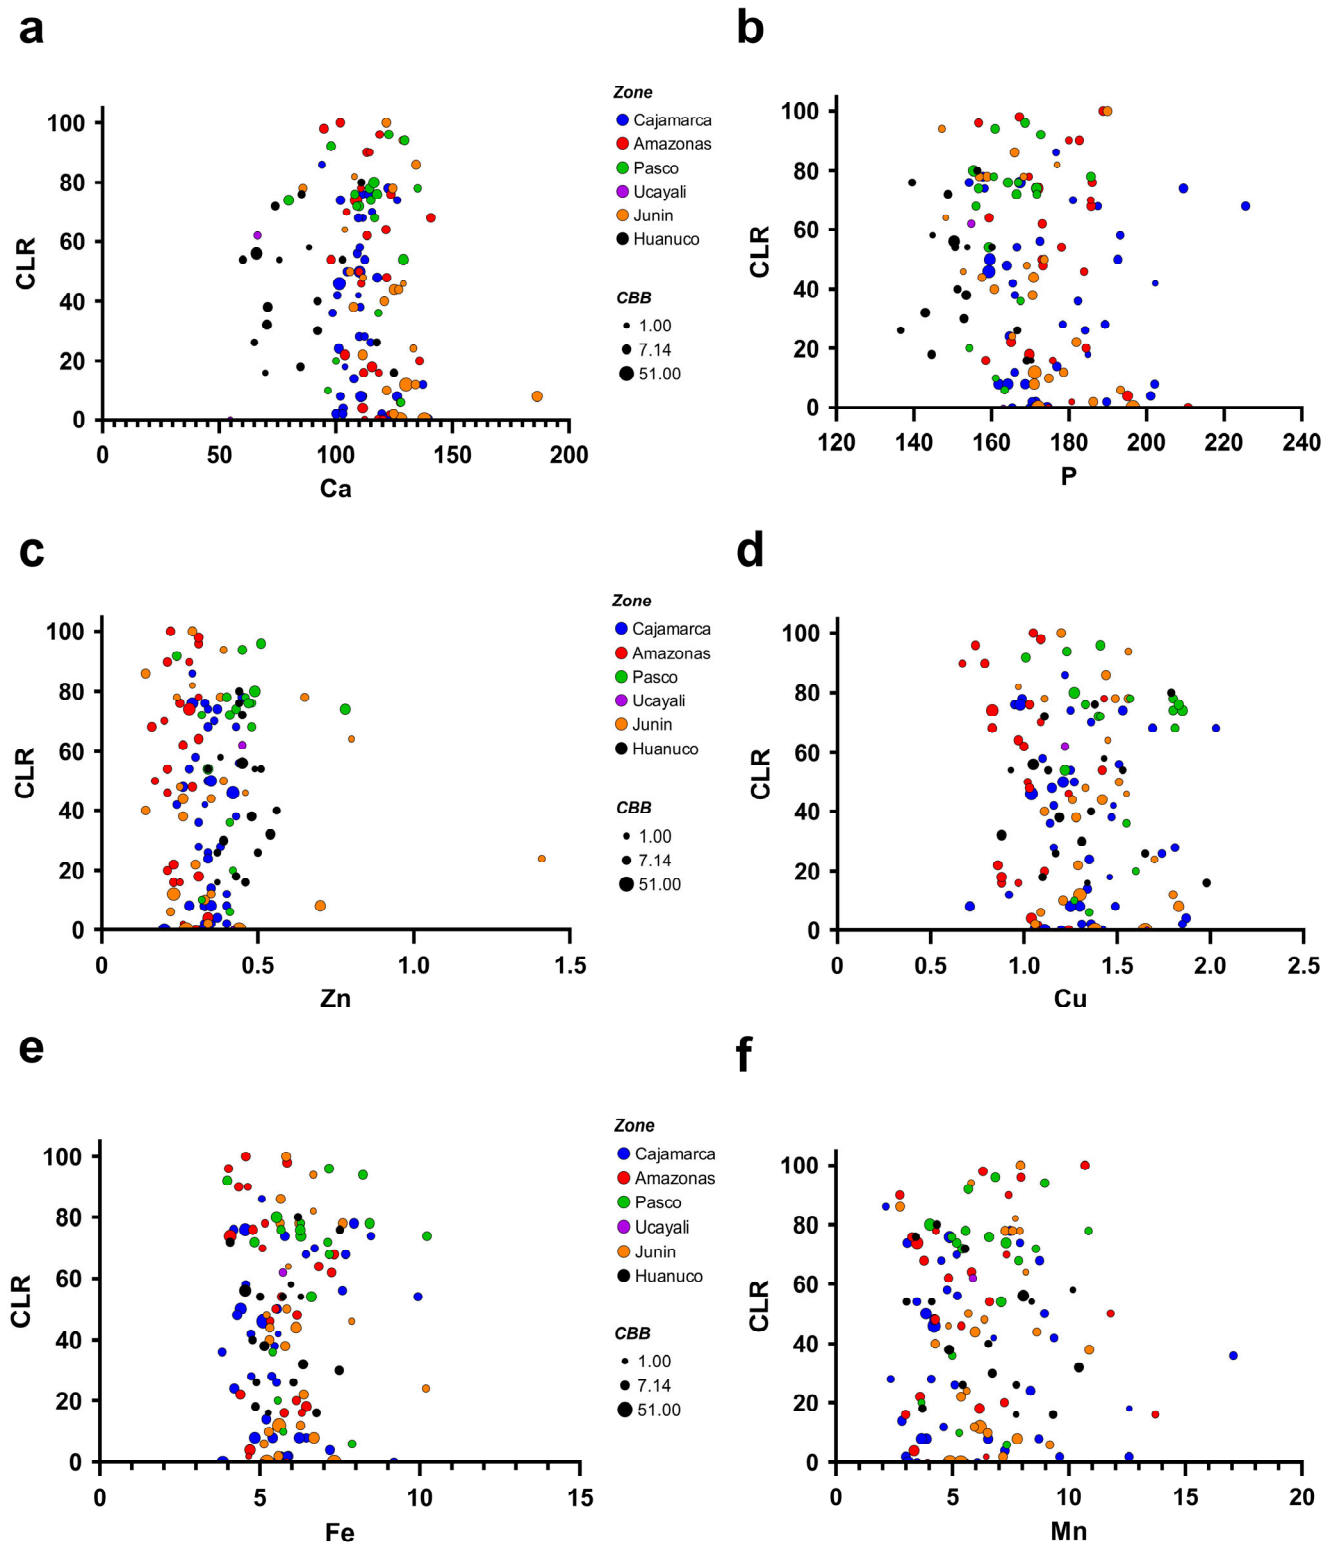 a
CLR
100
80
60
40
20
0
0 50 100 150 200
Ca
Zone
Cajamarca
Amazonas
Pasco
Ucayali
Junin
Huanuco
CBB
1.00
7.14
51.00
b
CLR
100
80
60
40
20
0
120 140 160 180 200 220 240
P
c
CLR
100
80
60
40
20
0
0 0.5 1.0 1.5
Zn
Zone
Cajamarca
Amazonas
Pasco
Ucayali
Junin
Huanuco
CBB
1.00
7.14
51.00
d
CLR
100
80
60
40
20
0
0 0.5 1.0 1.5 2.0 2.5
Cu
e
CLR
100
80
60
40
20
0
0 5 10 15
Fe
Zone
Cajamarca
Amazonas
Pasco
Ucayali
Junin
Huanuco
CBB
1.00
7.14
51.00
f
CLR
100
80
60
40
20
0
0 5 10 15 20
Mn